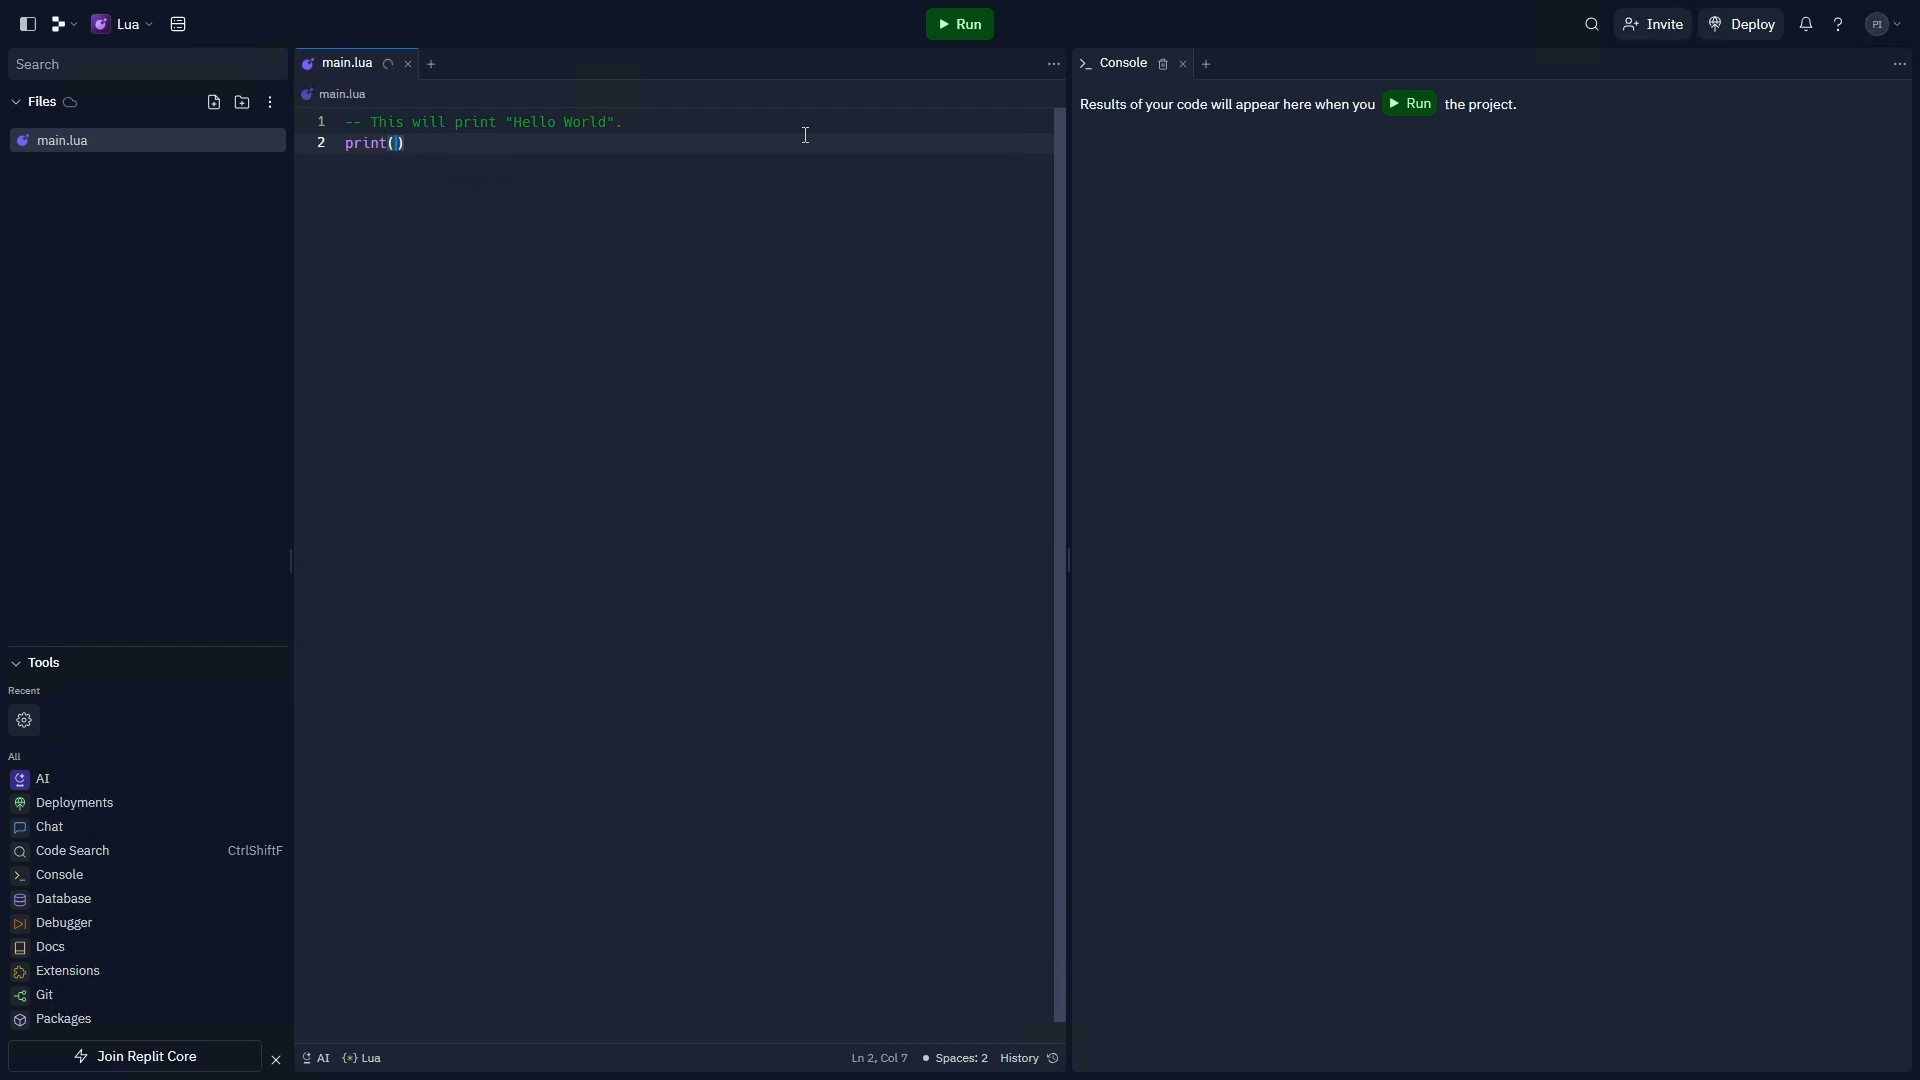 Lua
Run
Invite
Deploy
PI
Search
main.lua
Console
Files
main.lua
Results of your code will appear here when you Run the project.
main.lua
1 -- This will print "Hello World".
2 print()
Tools
Recent
All
AI
Deployments
Chat
Code Search CtrlShiftF
Console
Database
Debugger
Docs
Extensions
Git
Packages
Join Replit Core
AI
Lua
Ln 2, Col 7
Spaces: 2
History